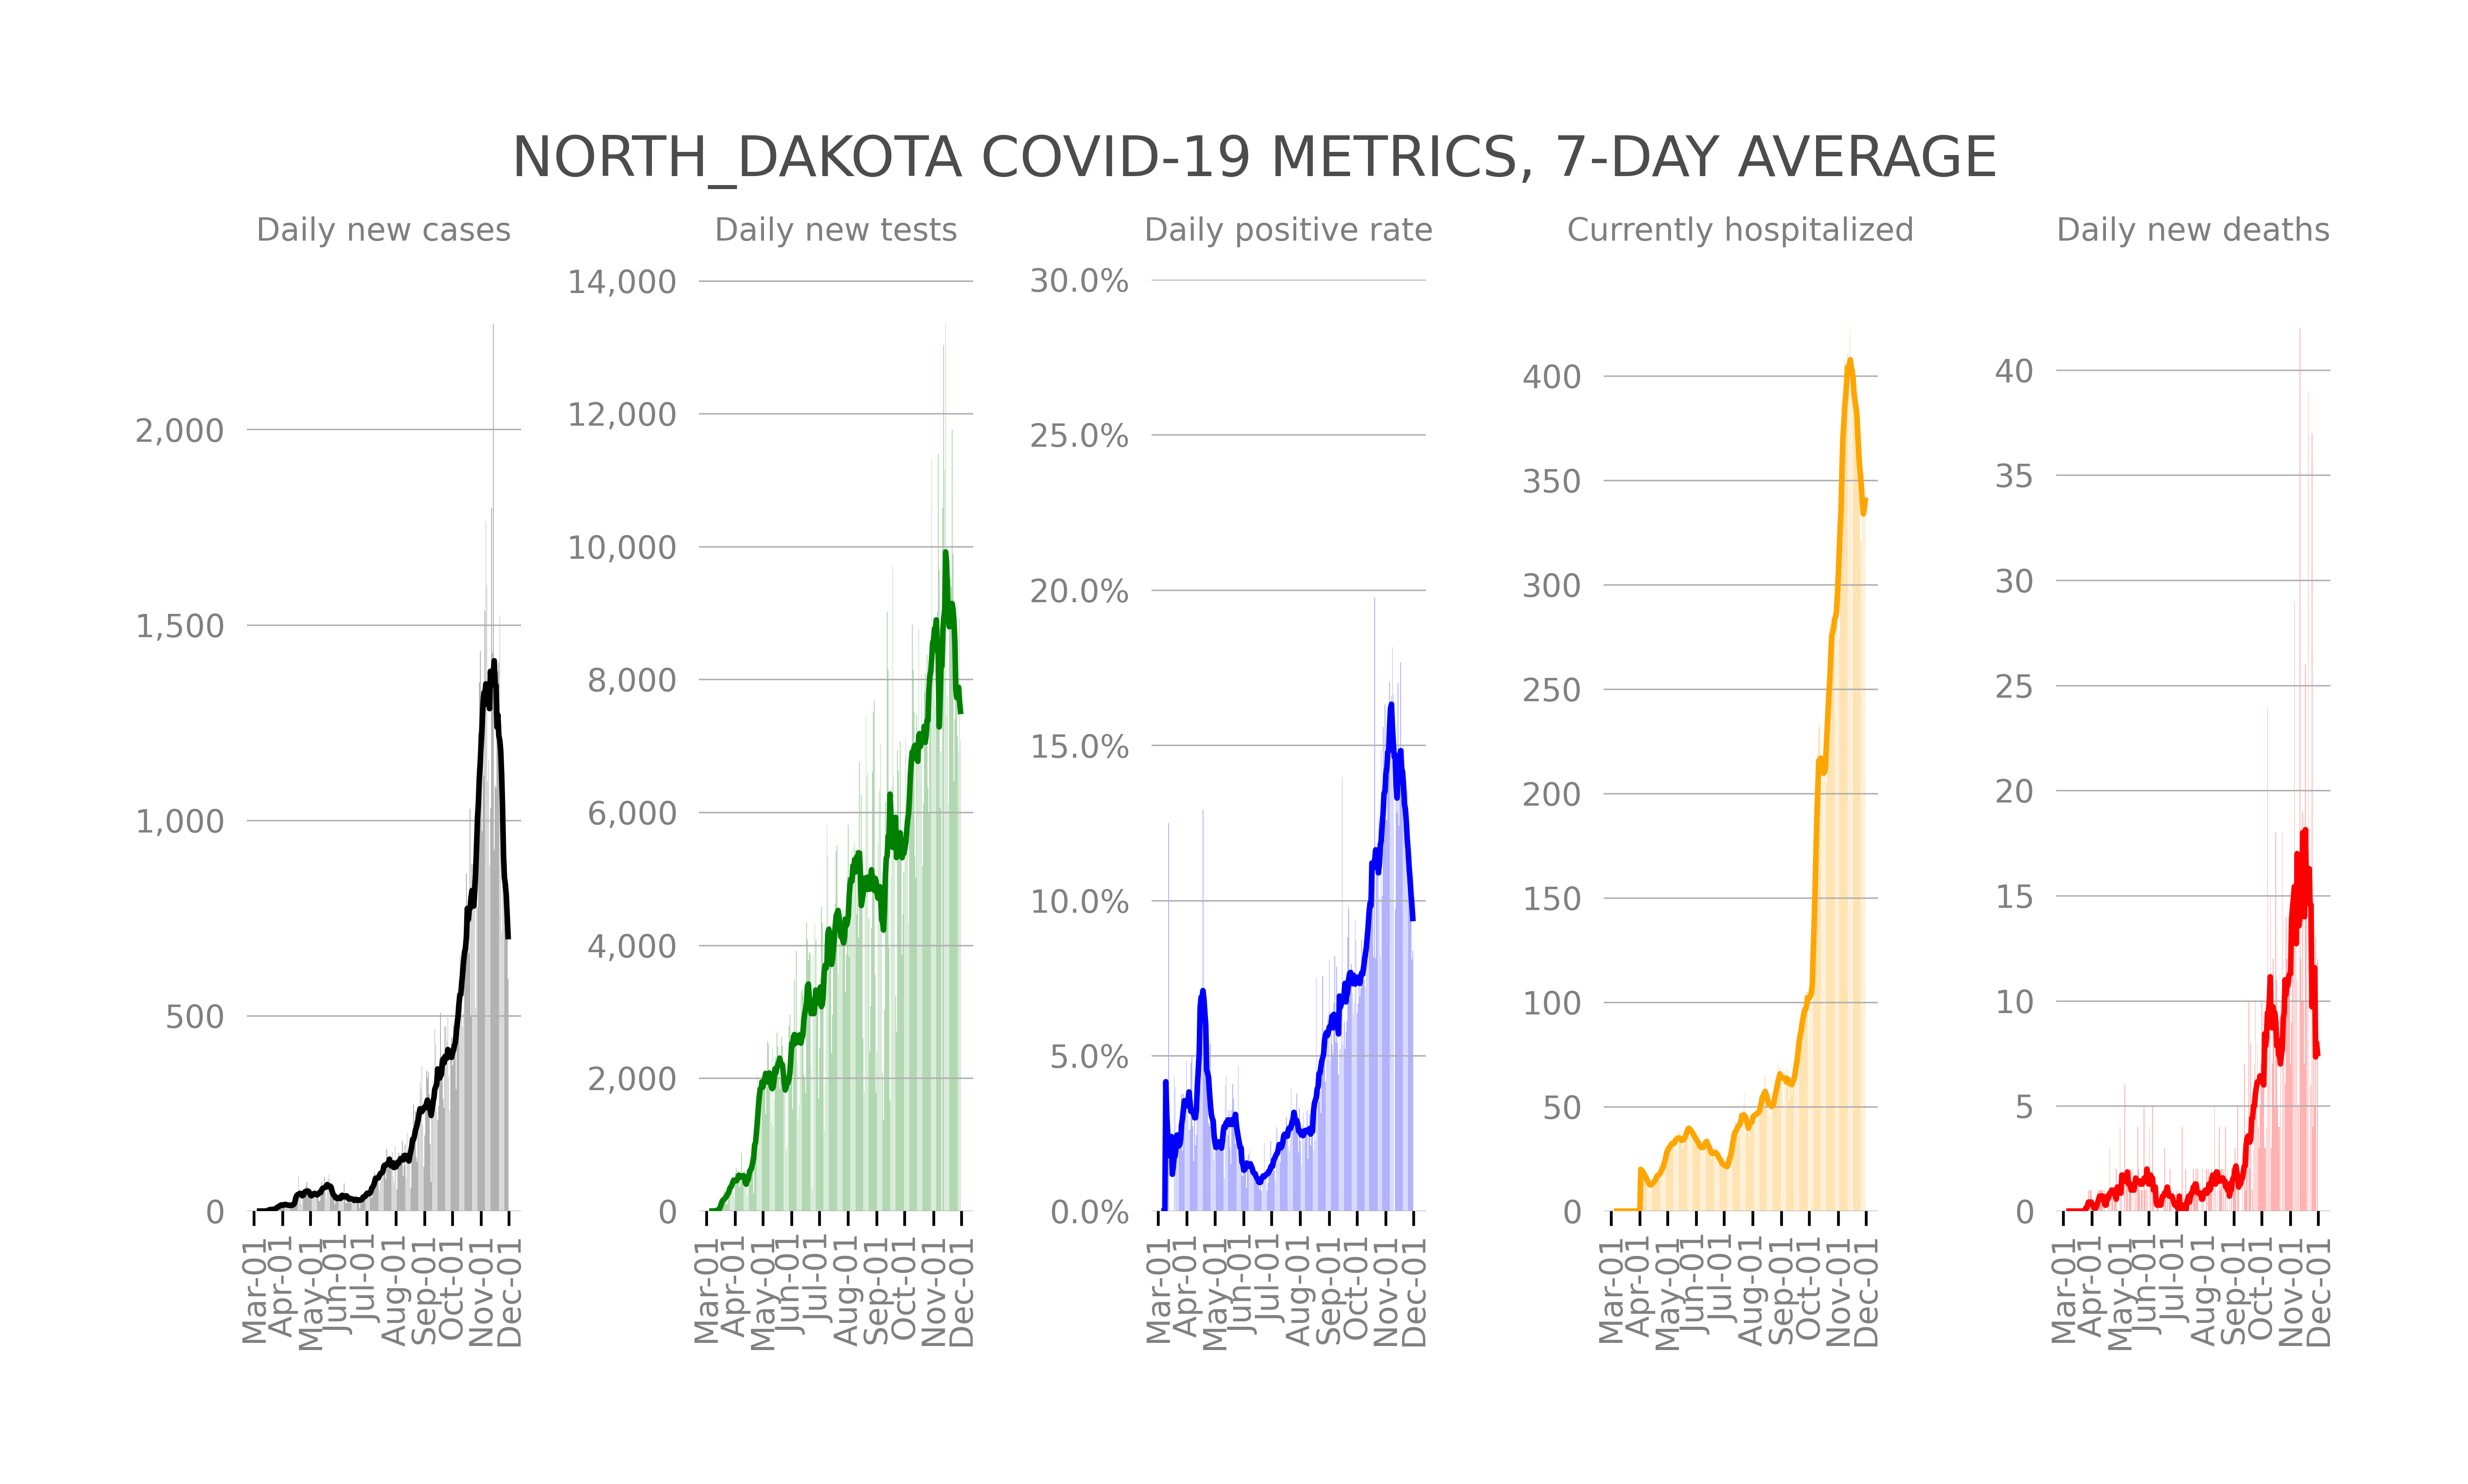 NORTH_DAKOTA COVID-19 METRICS, 7-DAY AVERAGE
Daily new cases
2,000
1,500
1,000
500
0
Mar-01
Apr-01
May-01
Jun-01
Jul-01
Aug-01
Sep-01
Oct-01
Nov-01
Dec-01
Daily new tests
14,000
12,000
10,000
8,000
6,000
4,000
2,000
0
Mar-01
Apr-01
May-01
Jun-01
Jul-01
Aug-01
Sep-01
Oct-01
Nov-01
Dec-01
Daily positive rate
30.0%
25.0%
20.0%
15.0%
10.0%
5.0%
0.0%
Mar-01
Apr-01
May-01
Jun-01
Jul-01
Aug-01
Sep-01
Oct-01
Nov-01
Dec-01
Currently hospitalized
400
350
300
250
200
150
100
50
0
Mar-01
Apr-01
May-01
Jun-01
Jul-01
Aug-01
Sep-01
Oct-01
Nov-01
Dec-01
Daily new deaths
40
35
30
25
20
15
10
5
0
Mar-01
Apr-01
May-01
Jun-01
Jul-01
Aug-01
Sep-01
Oct-01
Nov-01
Dec-01